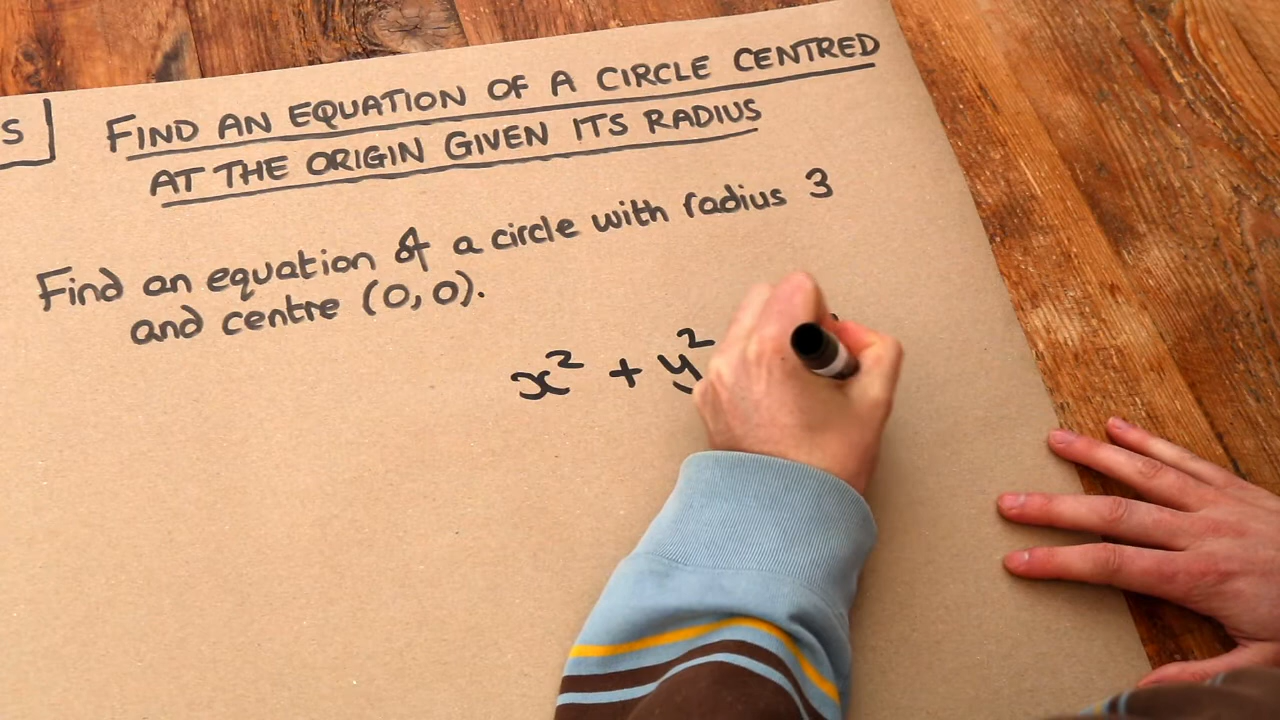 S
FIND AN EQUATION OF A CIRCLE CENTRED
AT THE ORIGIN GIVEN ITS RADIUS
Find an equation of a circle with radius 3
and centre (0,0).
x² + y²